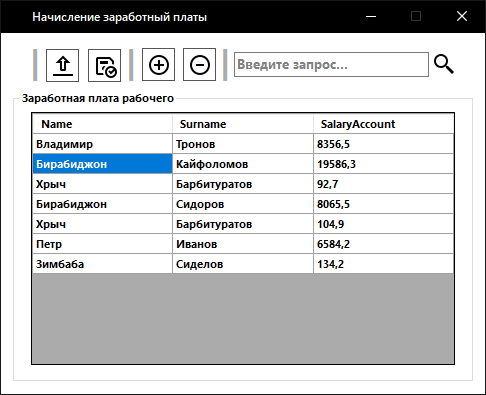 Начисление заработный платы
Введите запрос...
Заработная плата рабочего
Name Surname SalaryAccount
Владимир Тронов 8356,5
Бирабиджон Кайфоломов 19586,3
Хрыч Барбитуратов 92,7
Бирабиджон Сидоров 8065,5
Хрыч Барбитуратов 104,9
Петр Иванов 6584,2
Зимбаба Сиделов 134,2